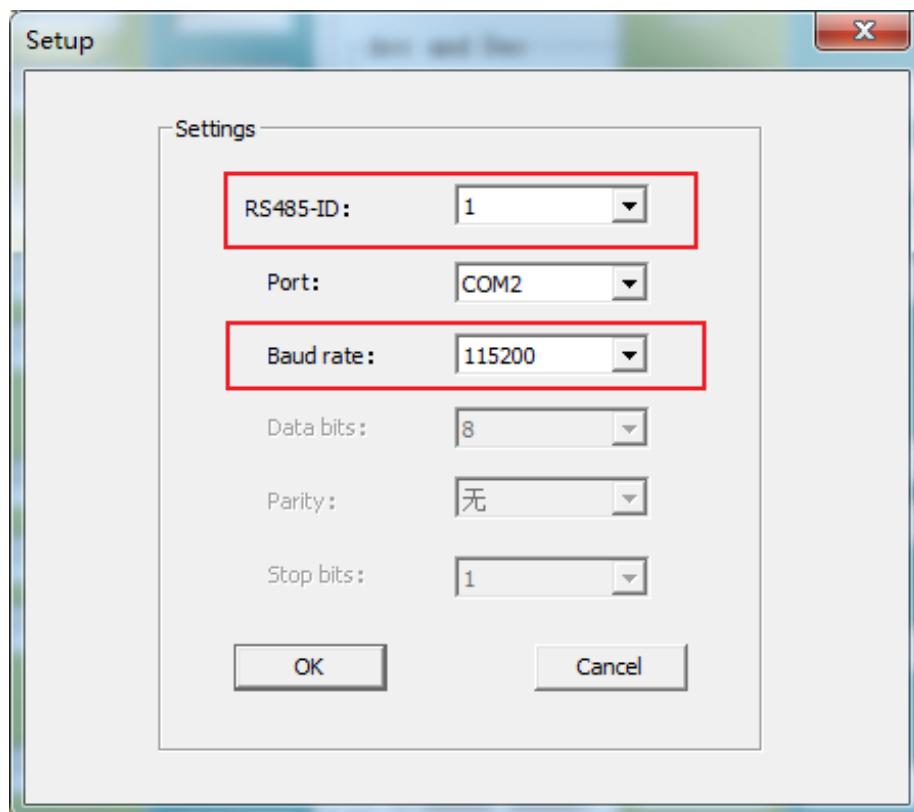 Setup
Settings
RS485-ID: 1
Port: COM2
Baud rate: 115200
Data bits: 8
Parity: 无
Stop bits: 1
OK Cancel